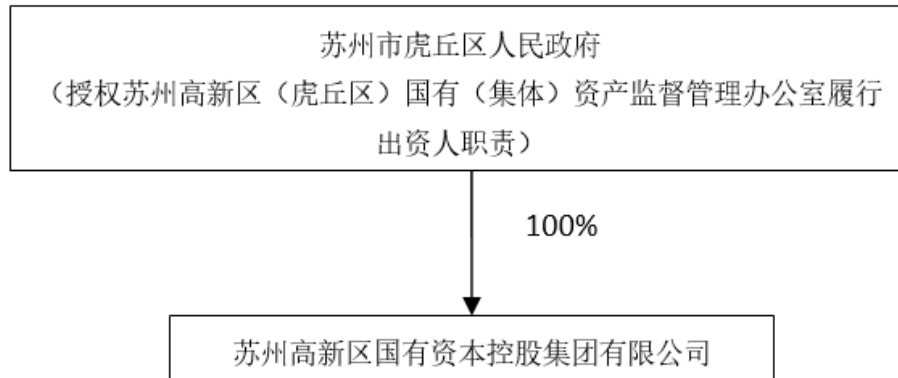 苏州市虎丘区人民政府
（授权苏州高新区（虎丘区）国有（集体）资产监督管理办公室履行
出资人职责）
100%
苏州高新区国有资本控股集团有限公司